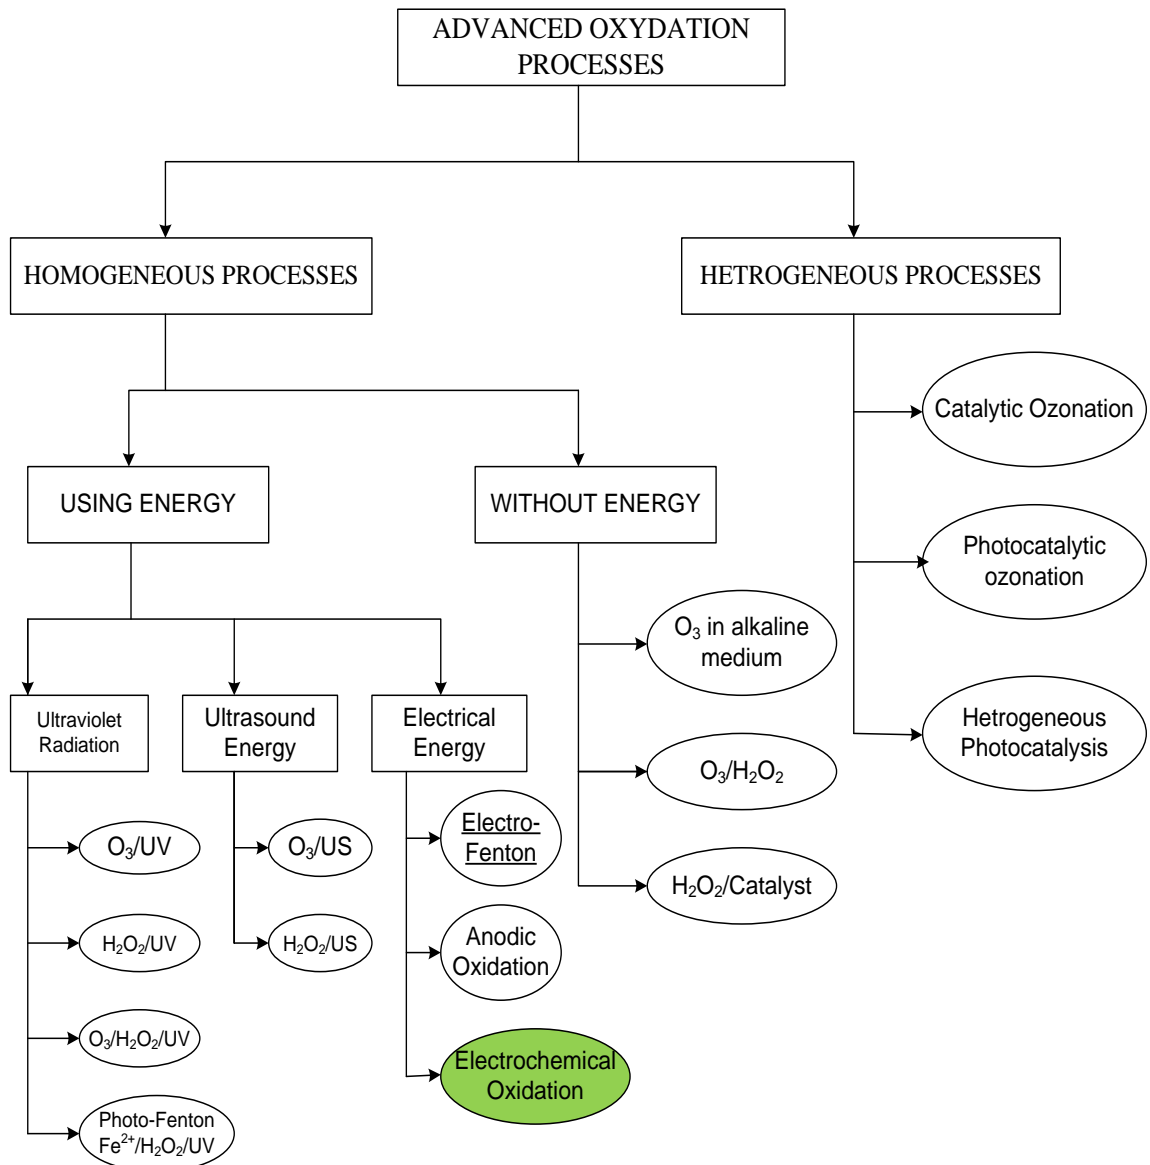 ADVANCED OXYDATION
PROCESSES
HOMOGENEOUS PROCESSES
HETROGENEOUS PROCESSES
Catalytic Ozonation
USING ENERGY
WITHOUT ENERGY
Photocatalytic
ozonation
O₃ in alkaline
medium
Ultraviolet
Radiation
Ultrasound
Energy
Electrical
Energy
Hetrogeneous
Photocatalysis
O₃/H₂O₂
Electro-
Fenton
O₃/UV
O₃/US
H₂O₂/Catalyst
H₂O₂/UV
H₂O₂/US
Anodic
Oxidation
O₃/H₂O₂/UV
Electrochemical
Oxidation
Photo-Fenton
Fe²⁺/H₂O₂/UV